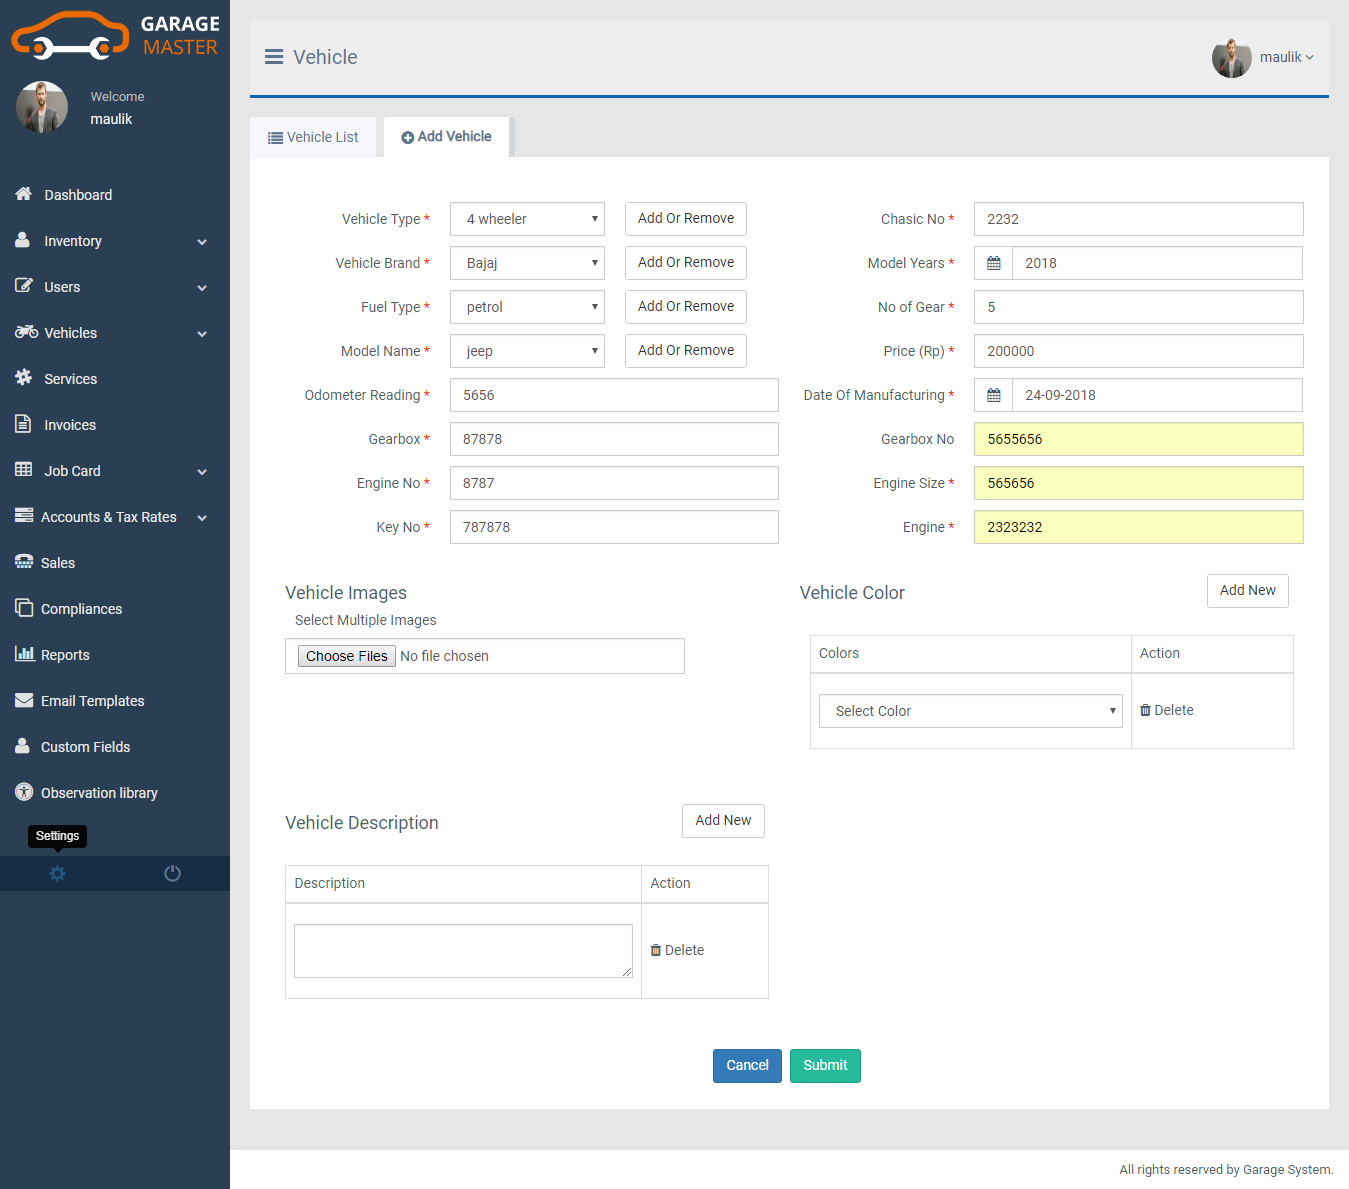 GARAGE
MASTER
Welcome
maulik
Dashboard
Inventory
Users
Vehicles
Services
Invoices
Job Card
Accounts & Tax Rates
Sales
Compliances
Reports
Email Templates
Custom Fields
Observation library
Settings
Vehicle
maulik
Vehicle List
Add Vehicle
Vehicle Type * 4 wheeler Add Or Remove
Chasic No * 2232
Vehicle Brand * Bajaj Add Or Remove
Model Years * 2018
Fuel Type * petrol Add Or Remove
No of Gear * 5
Model Name * jeep Add Or Remove
Price (Rp) * 200000
Odometer Reading * 5656
Date Of Manufacturing * 24-09-2018
Gearbox * 87878
Gearbox No 5655656
Engine No * 8787
Engine Size * 565656
Key No * 787878
Engine * 2323232
Vehicle Images
Select Multiple Images
Choose Files No file chosen
Vehicle Color
Add New
Colors Action
Select Color Delete
Vehicle Description
Add New
Description Action
Delete
Cancel Submit
All rights reserved by Garage System.